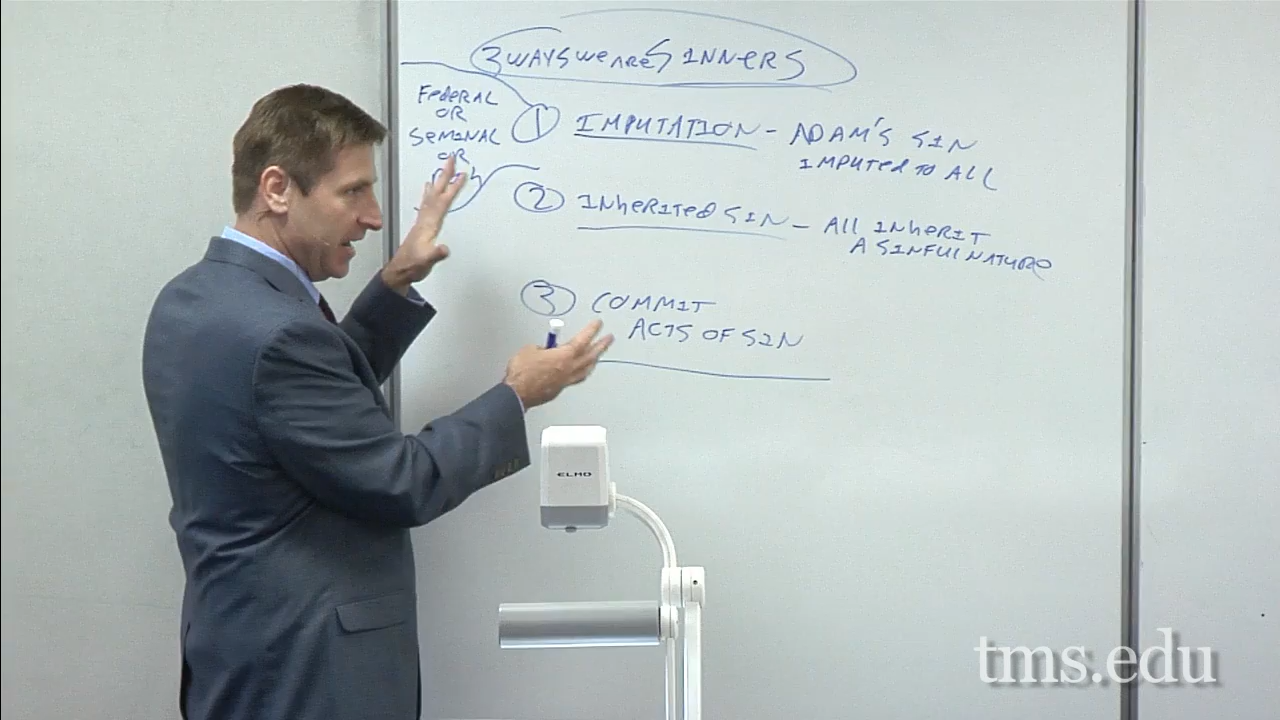 3 WAYS We ARE SINNERS
FedeRAL
OR
SemINAL
OR
① IMPUTATION - ADAM'S SIN
IMPUTED TO ALL
② INheRITed SIN - All INheRIT
A SINFUL NATURe
③ COMMIT
ACTS OF SIN
ELMO
tms.edu